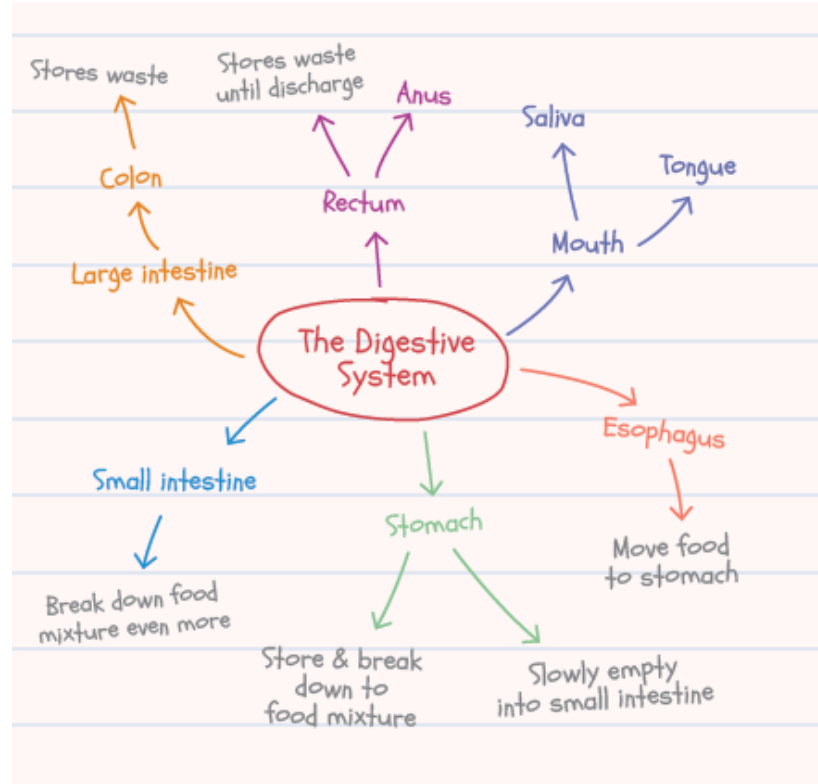 Stores waste
Stores waste
until discharge
Anus
Saliva
Tongue
Colon
Rectum
Mouth
Large intestine
The Digestive
System
Esophagus
Small intestine
Stomach
Move food
to stomach
Break down food
mixture even more
Store & break
down to
food mixture
Slowly empty
into small intestine